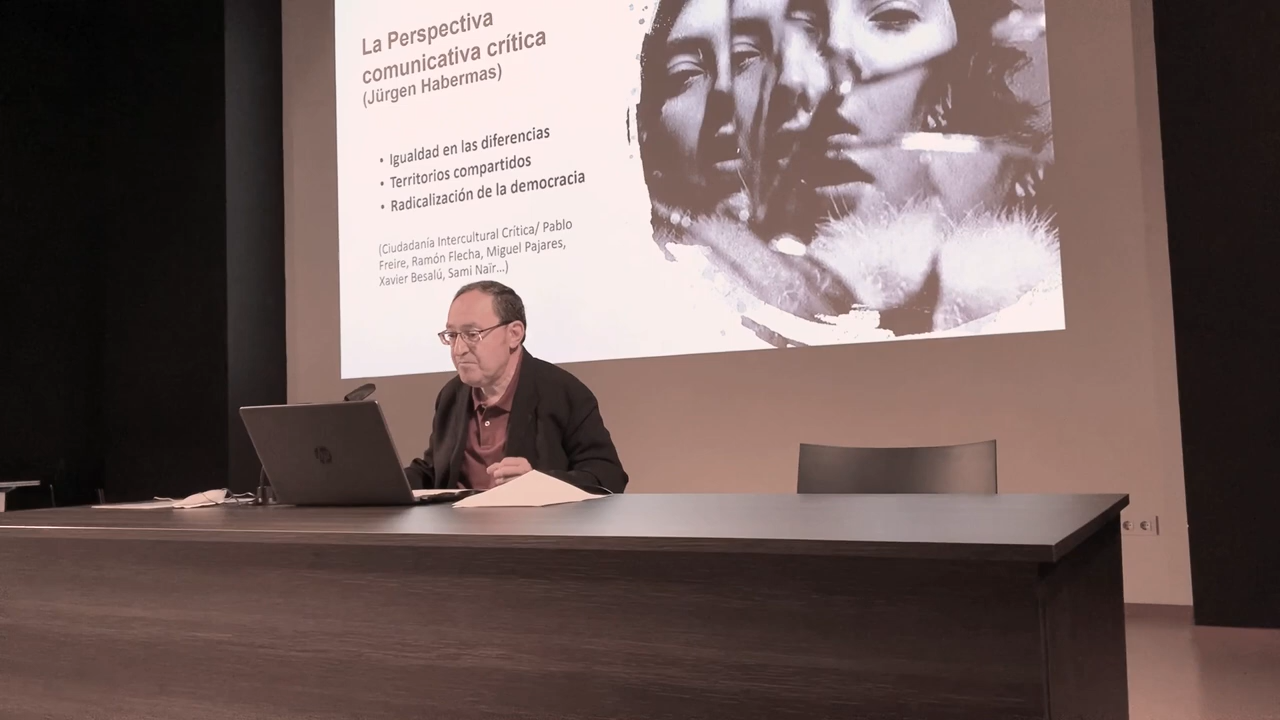 La Perspectiva
comunicativa crítica
(Jürgen Habermas)
• Igualdad en las diferencias
• Territorios compartidos
• Radicalización de la democracia
(Ciudadanía Intercultural Crítica/ Pablo
Freire, Ramón Flecha, Miguel Pajares,
Xavier Besalú, Sami Naïr...)
hp